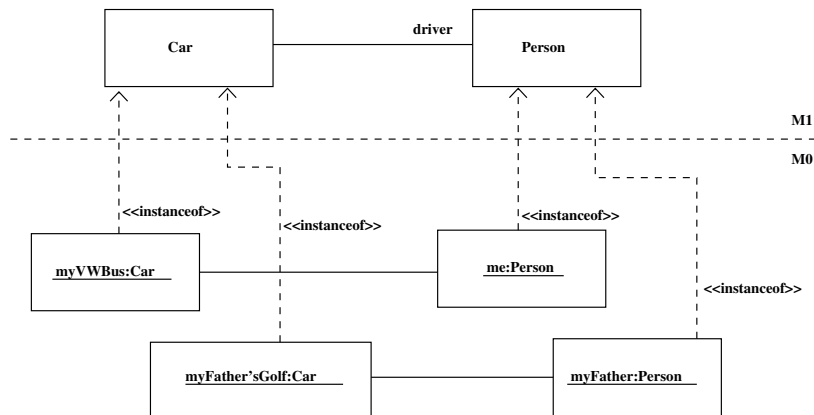 driver
Car
Person
M1
M0
<<instanceof>>
<<instanceof>>
<<instanceof>>
myVWBus:Car
me:Person
<<instanceof>>
myFather'sGolf:Car
myFather:Person